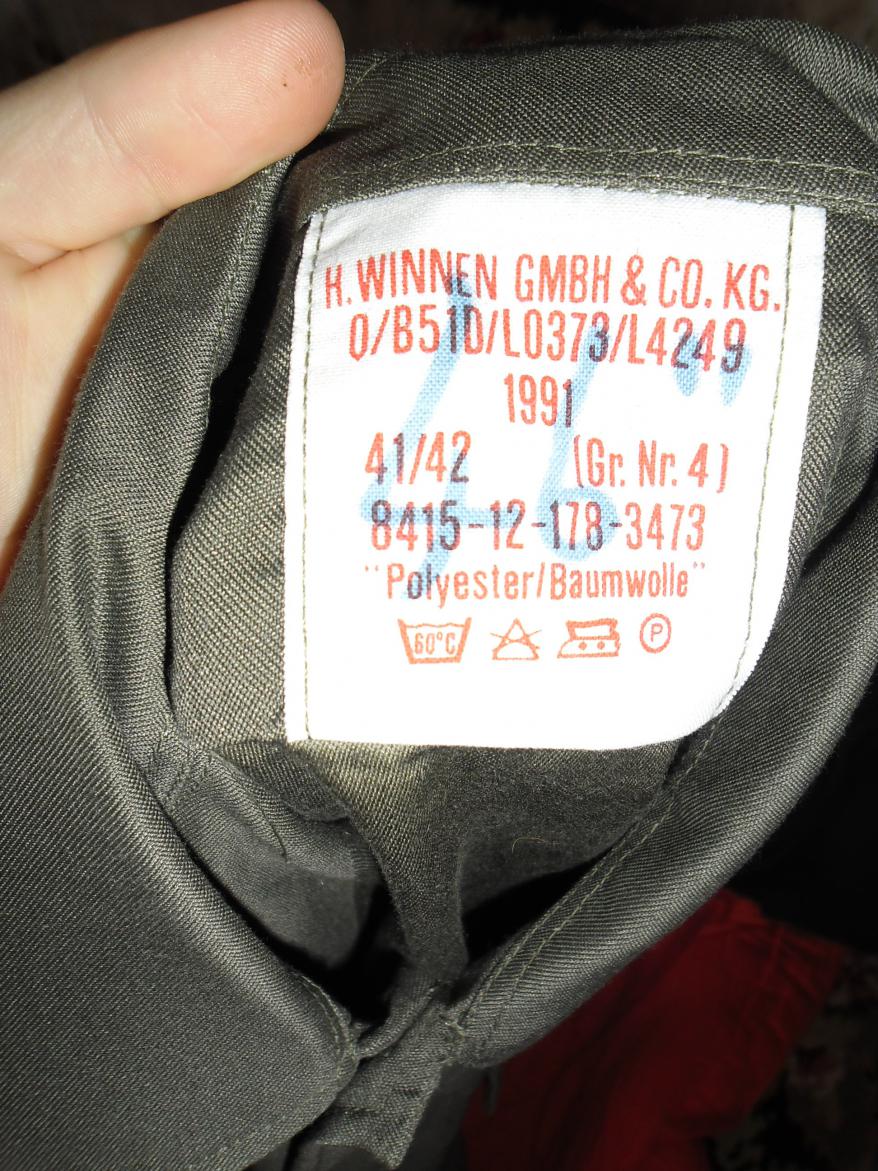 H. WINNEN GMBH & CO. KG.
O/B51D/L0373/L4249
1991
41/42 (Gr. Nr. 4)
8415-12-178-3473
"Polyester/Baumwolle"
60°C P
46"